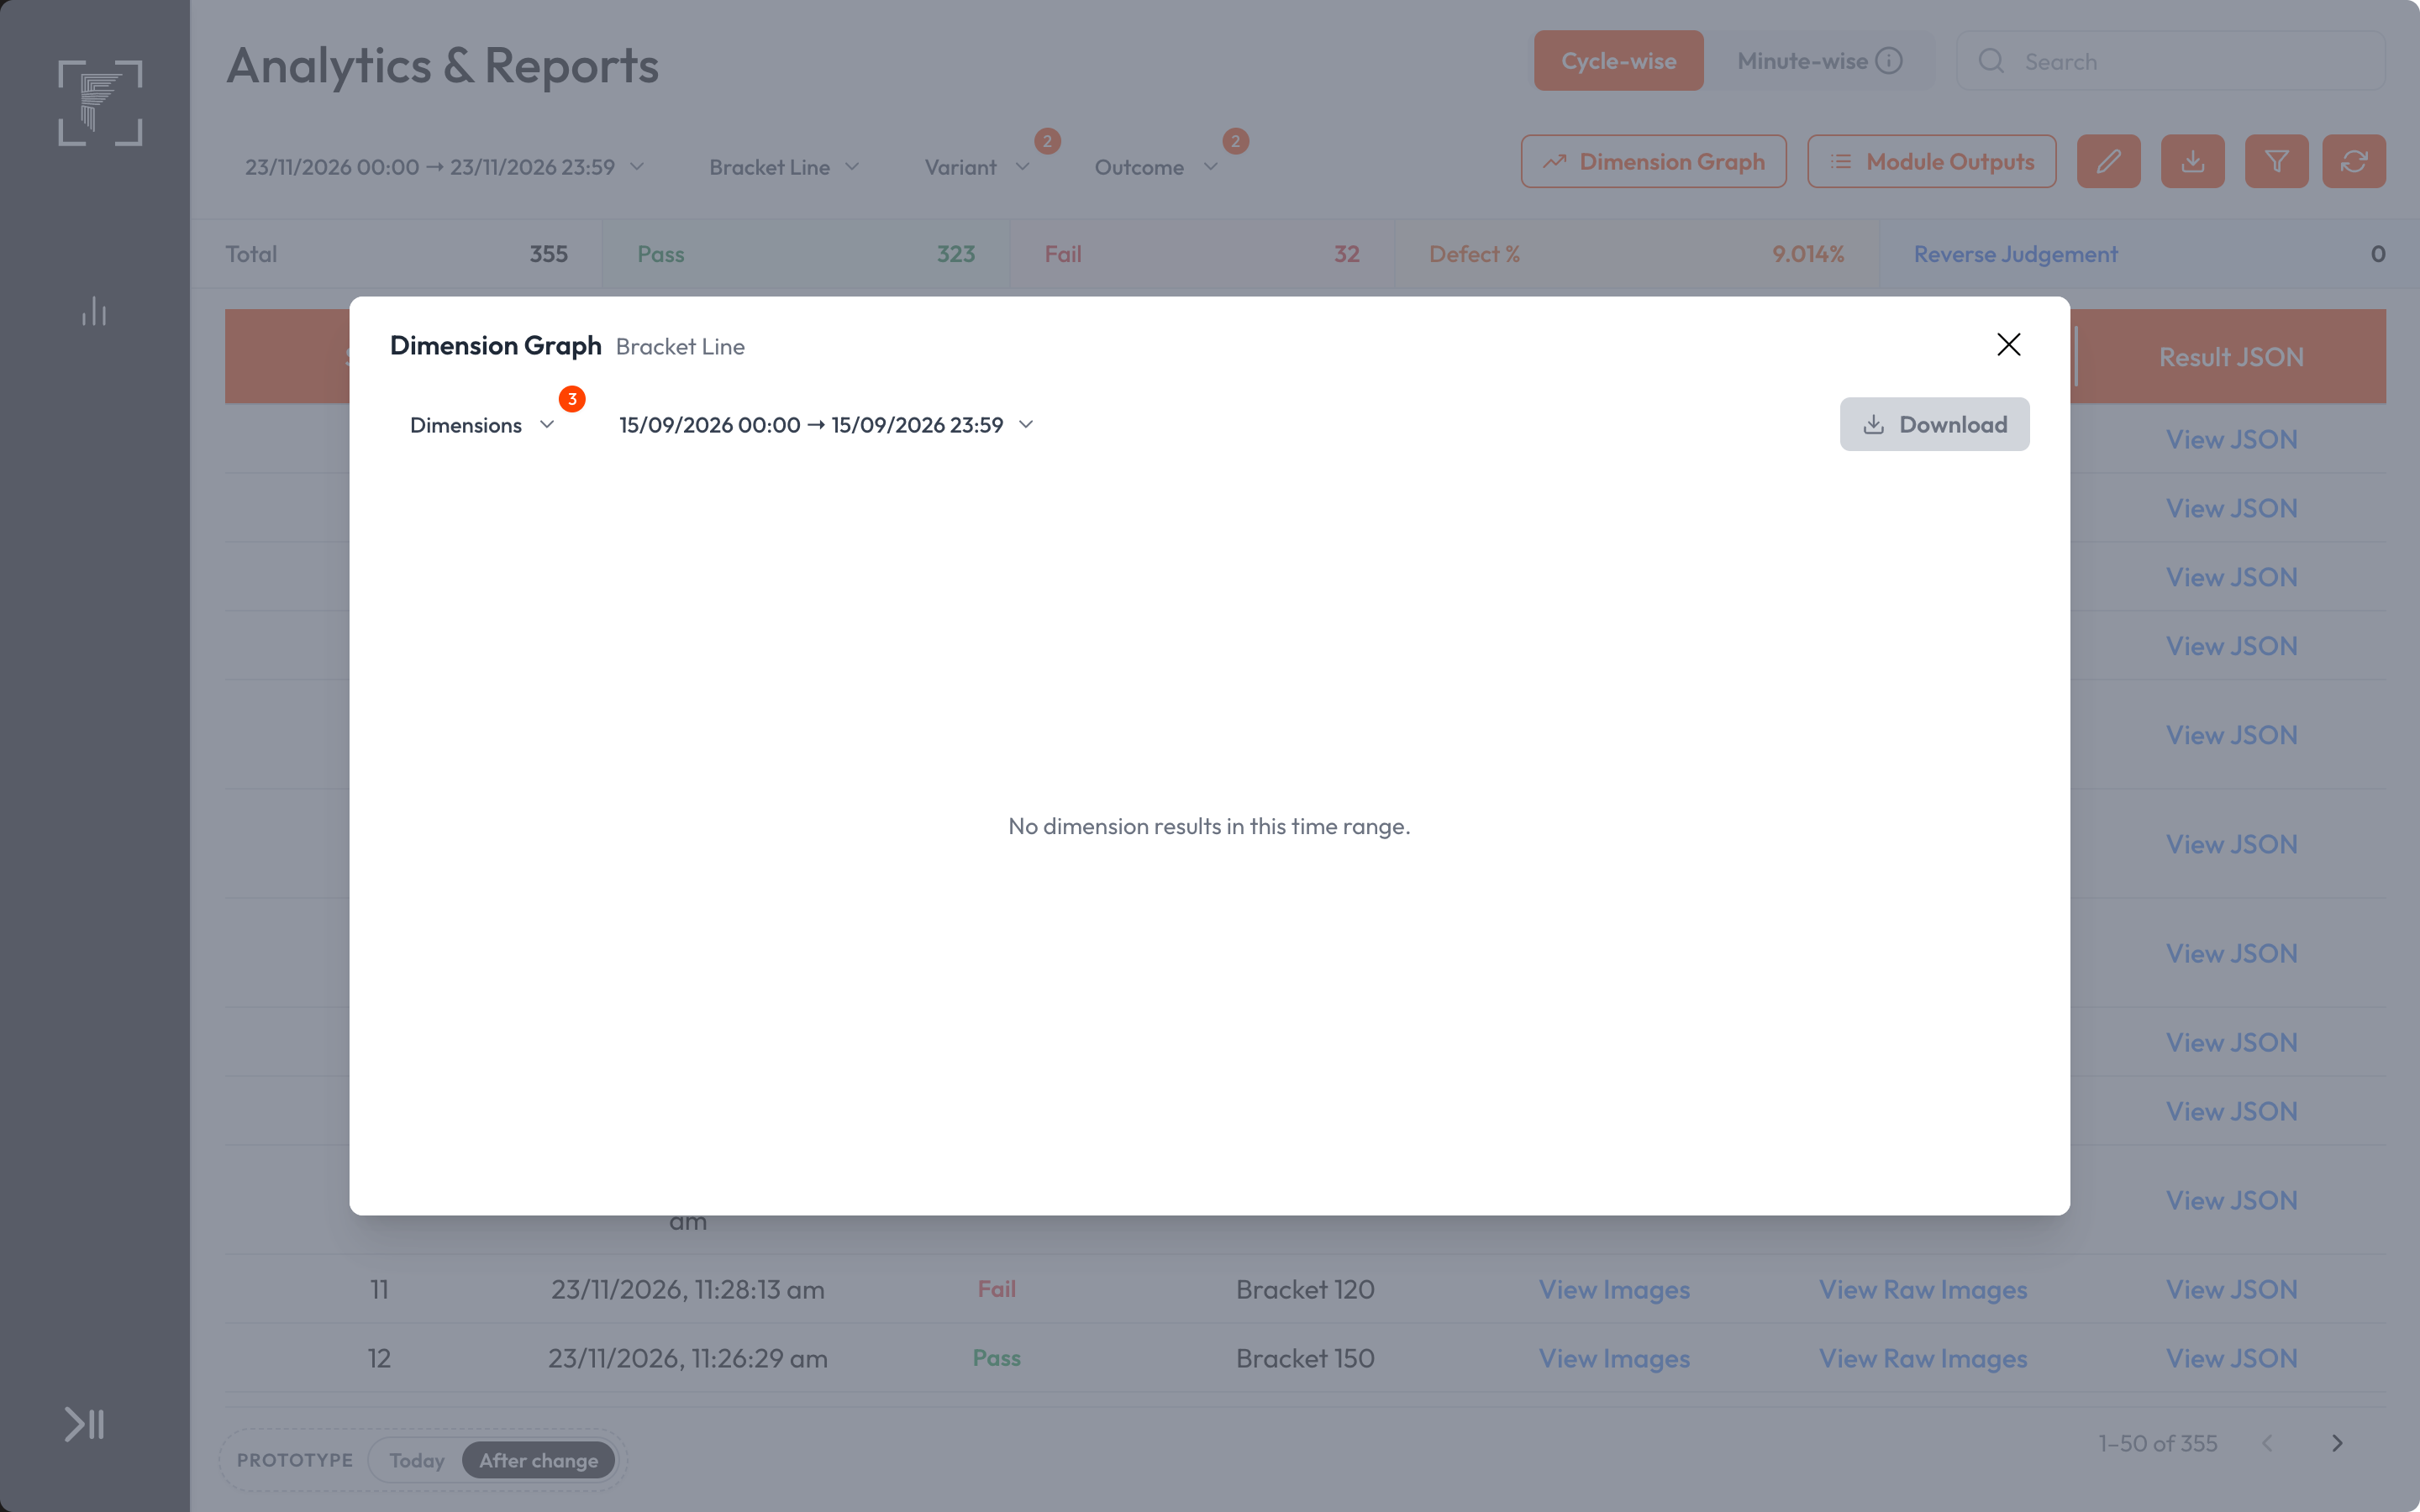 Analytics & Reports
Cycle-wise
Minute-wise
Search
23/11/2026 00:00 → 23/11/2026 23:59
Bracket Line
Variant
2
Outcome
2
Dimension Graph
Module Outputs
Total 355
Pass 323
Fail 32
Defect % 9.014%
Reverse Judgement 0
Result JSON
Dimension Graph Bracket Line
Dimensions
3
15/09/2026 00:00 → 15/09/2026 23:59
Download
View JSON
View JSON
View JSON
View JSON
View JSON
No dimension results in this time range.
View JSON
View JSON
View JSON
View JSON
View JSON
am
11 23/11/2026, 11:28:13 am Fail Bracket 120 View Images View Raw Images View JSON
12 23/11/2026, 11:26:29 am Pass Bracket 150 View Images View Raw Images View JSON
PROTOTYPE Today After change
1–50 of 355